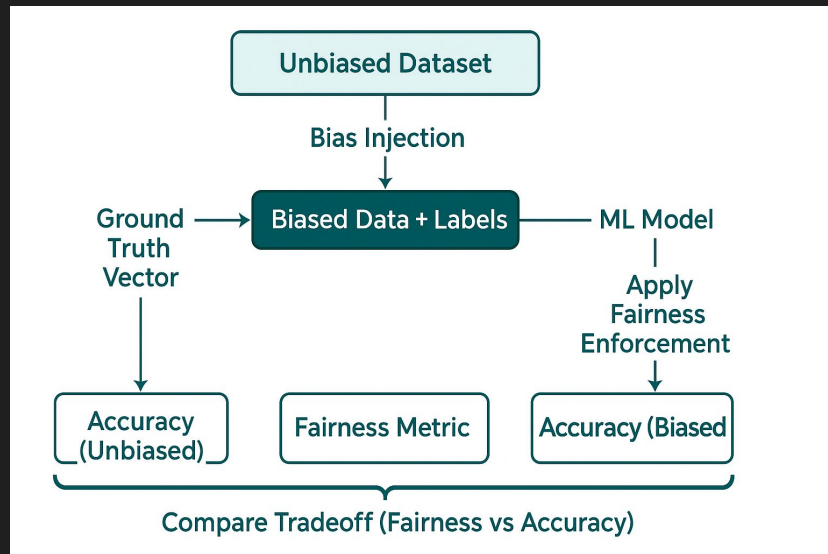 Unbiased Dataset
Bias Injection
Ground
Truth
Vector
Biased Data + Labels
ML Model
Apply
Fairness
Enforcement
Accuracy
(Unbiased)
Fairness Metric
Accuracy (Biased
Compare Tradeoff (Fairness vs Accuracy)